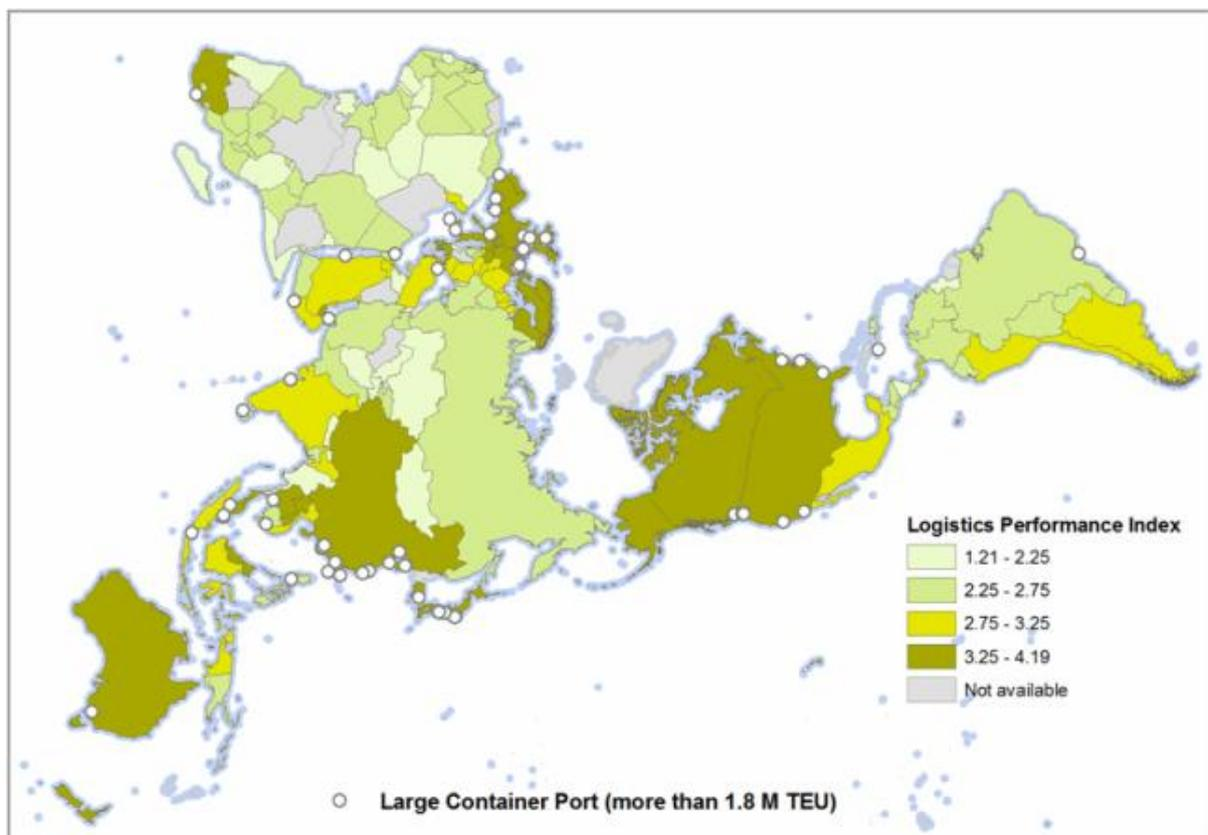 Logistics Performance Index
1.21 - 2.25
2.25 - 2.75
2.75 - 3.25
3.25 - 4.19
Not available
Large Container Port (more than 1.8 M TEU)